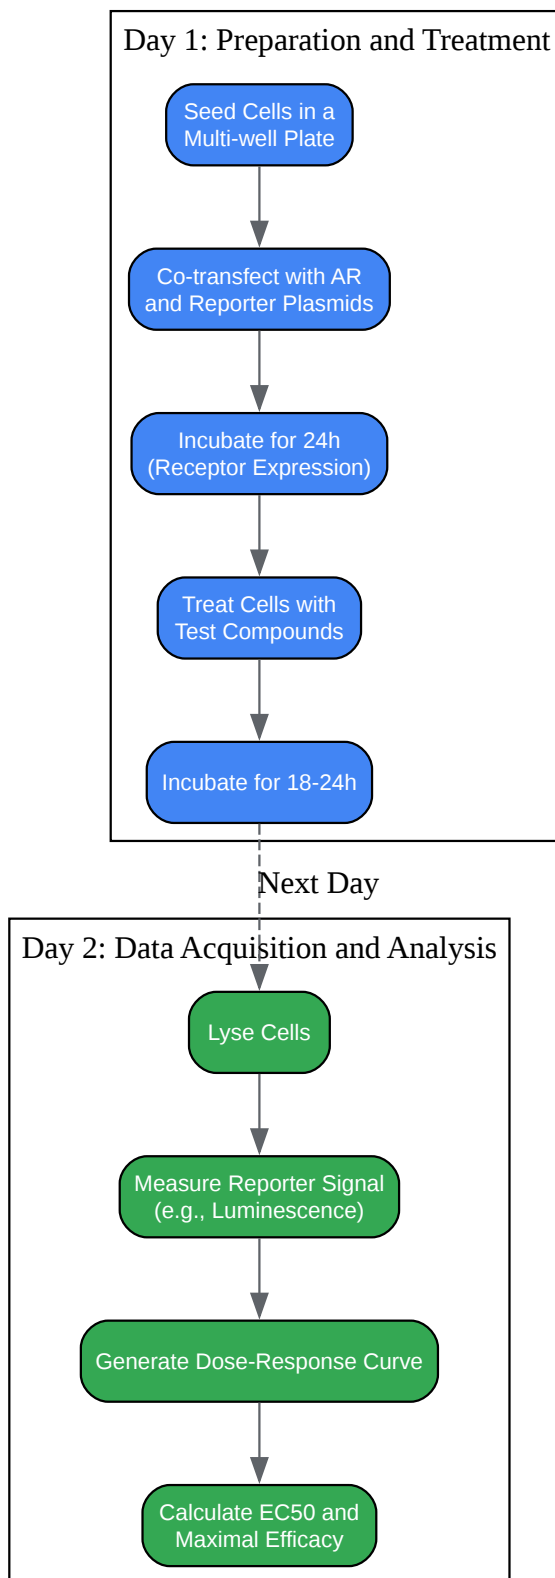 Day 1: Preparation and Treatment
Seed Cells in a
Multi-well Plate
Co-transfect with AR
and Reporter Plasmids
Incubate for 24h
(Receptor Expression)
Treat Cells with
Test Compounds
Incubate for 18-24h
Next Day
Day 2: Data Acquisition and Analysis
Lyse Cells
Measure Reporter Signal
(e.g., Luminescence)
Generate Dose-Response Curve
Calculate EC50 and
Maximal Efficacy